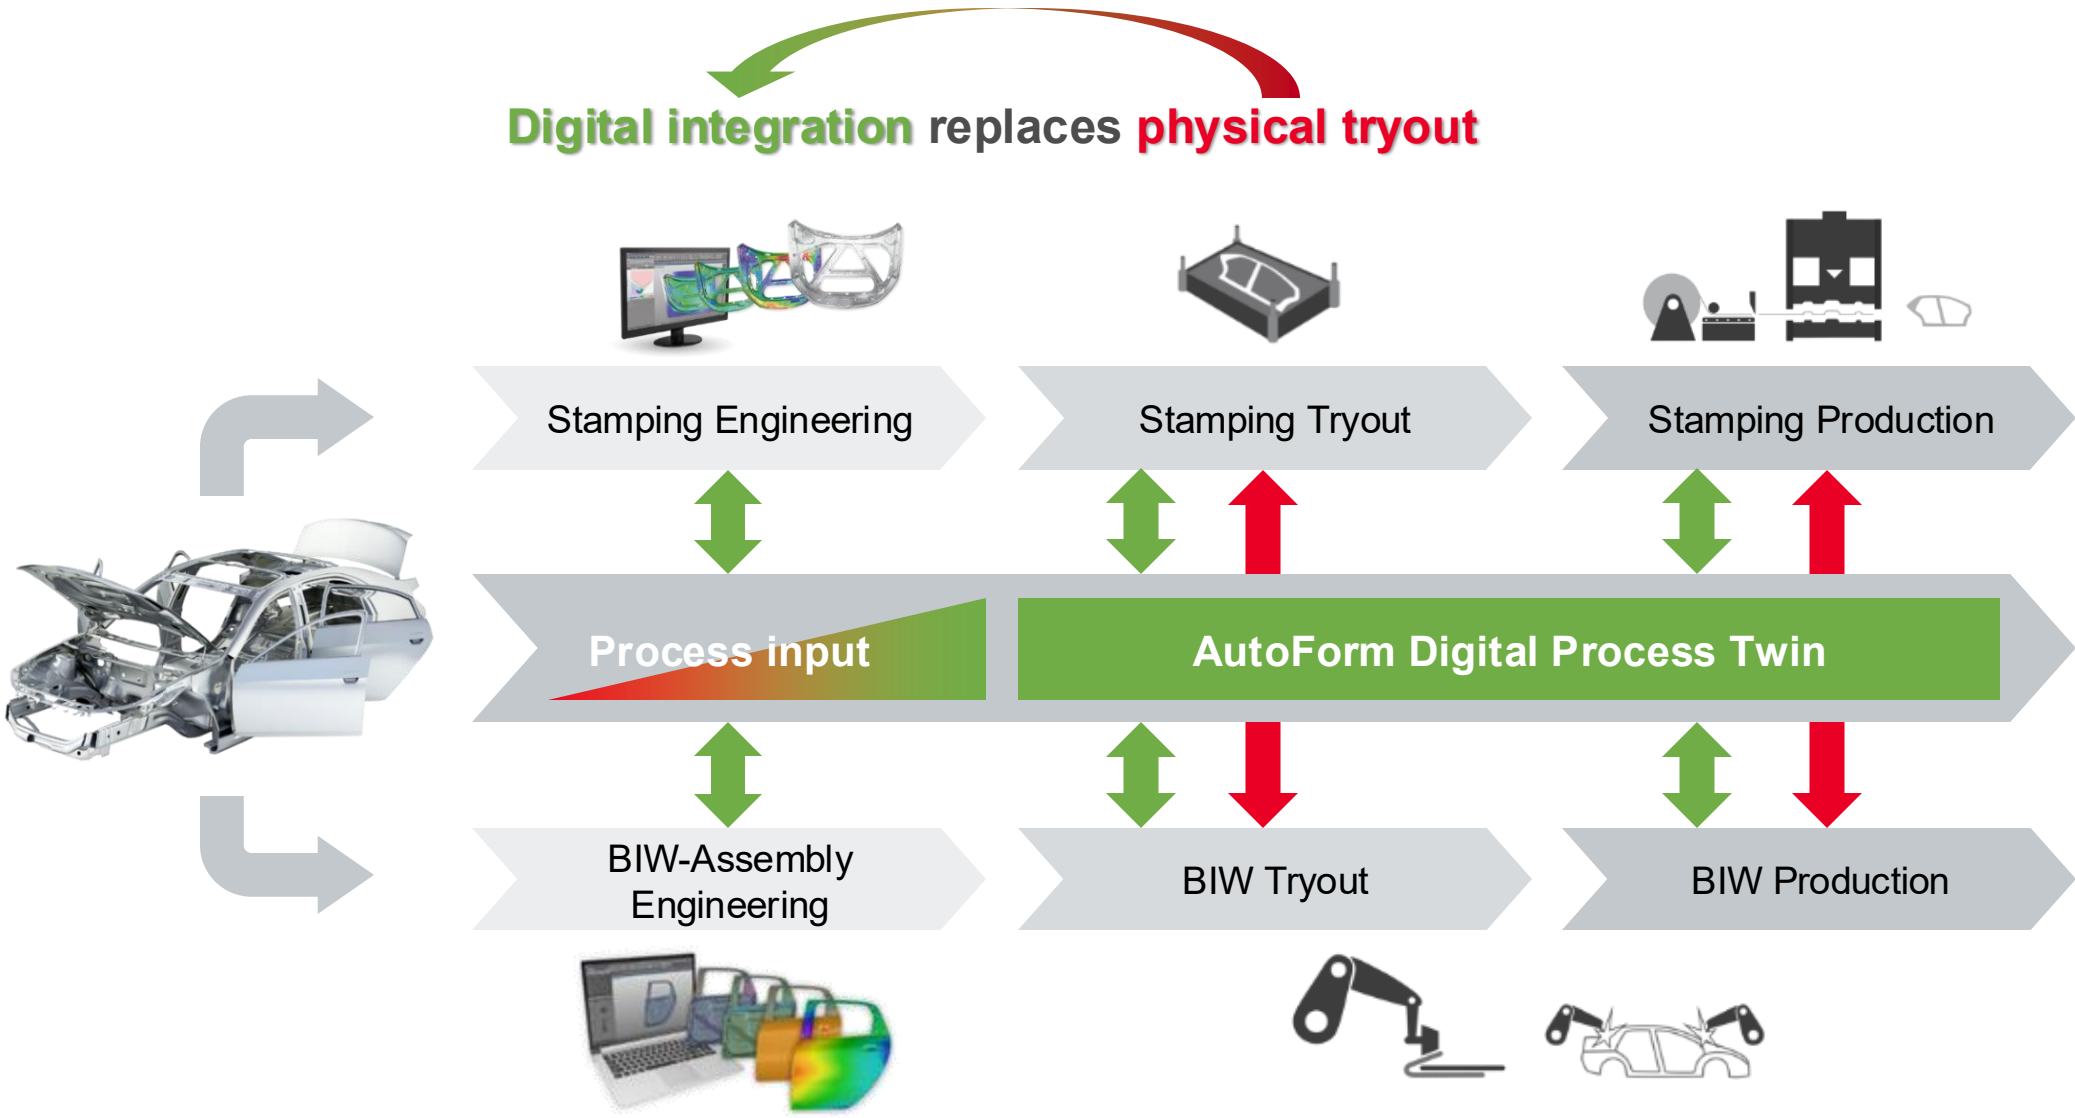 Digital integration replaces physical tryout
Stamping Engineering
Stamping Tryout
Stamping Production
Process input
AutoForm Digital Process Twin
BIW-Assembly
Engineering
BIW Tryout
BIW Production